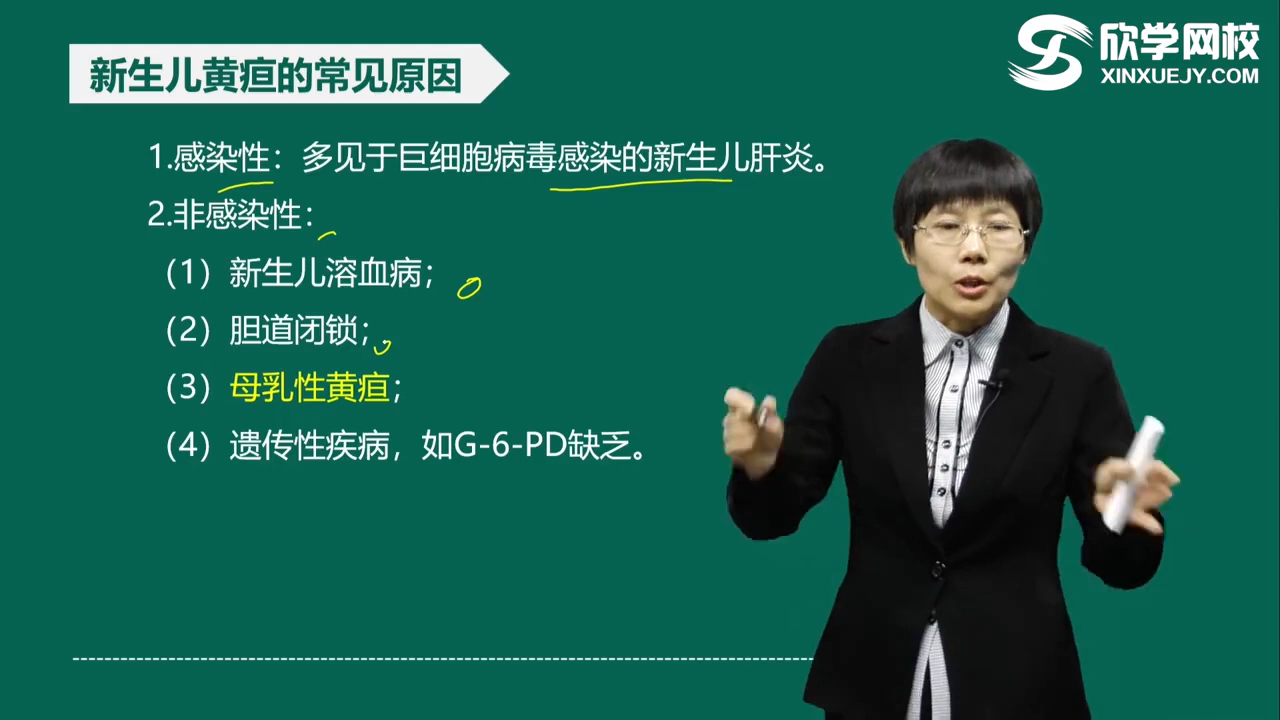 欣学网校
XINXUEJY.COM
新生儿黄疸的常见原因
1.感染性：多见于巨细胞病毒感染的新生儿肝炎。
2.非感染性：
（1）新生儿溶血病；
（2）胆道闭锁；
（3）母乳性黄疸；
（4）遗传性疾病，如G-6-PD缺乏。